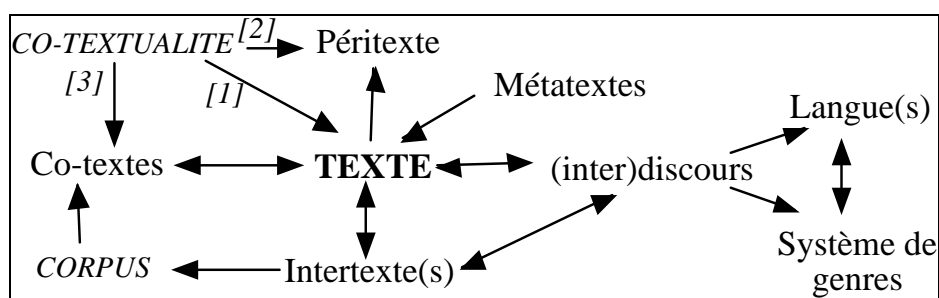 CO-TEXTUALITE [2] Péritexte
[3]
[1]
Métatextes
Langue(s)
Co-textes
TEXTE
(inter)discours
CORPUS
Intertexte(s)
Système de
genres